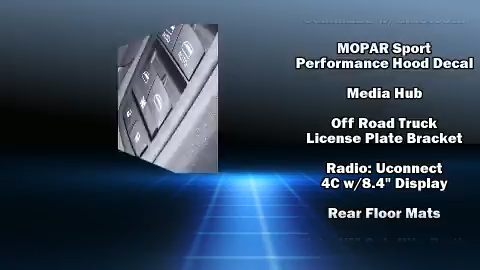 MOPAR Sport
Performance Hood Decal
Media Hub
Off Road Truck
License Plate Bracket
Radio: Uconnect
4C w/8.4" Display
Rear Floor Mats